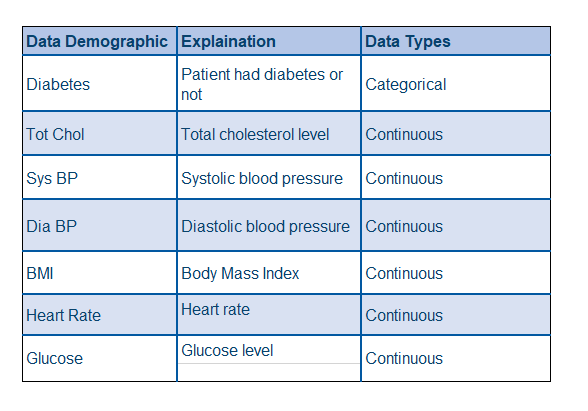 Data Demographic Explaination Data Types
Diabetes Patient had diabetes or not Categorical
Tot Chol Total cholesterol level Continuous
Sys BP Systolic blood pressure Continuous
Dia BP Diastolic blood pressure Continuous
BMI Body Mass Index Continuous
Heart Rate Heart rate Continuous
Glucose Glucose level Continuous